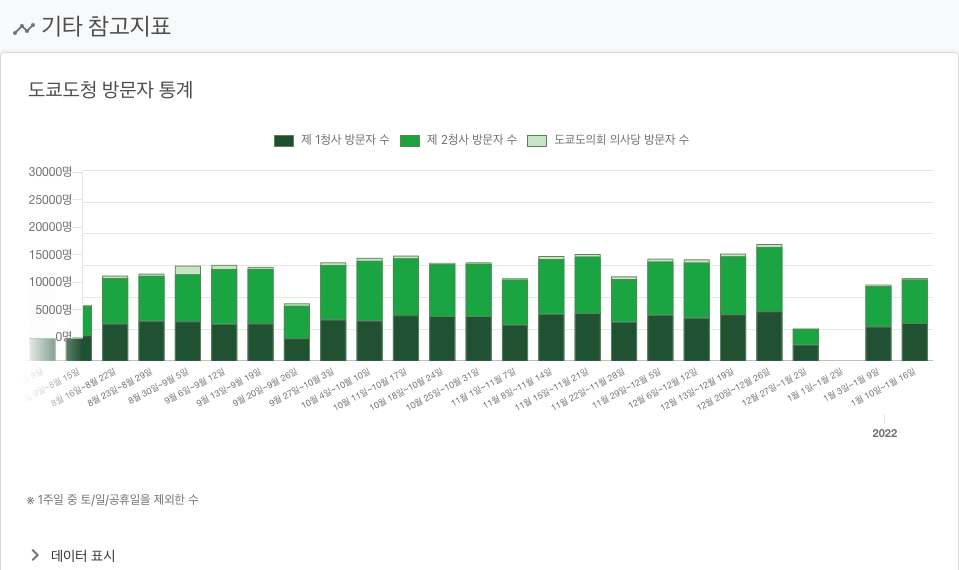 기타 참고지표
도쿄도청 방문자 통계
제 1청사 방문자 수
제 2청사 방문자 수
도쿄도의회 의사당 방문자 수
30000명
25000명
20000명
15000명
10000명
5000명
0명
9일~8월 15일
8월 16일~8월 22일
8월 23일~8월 29일
8월 30일~9월 5일
9월 6일~9월 12일
9월 13일~9월 19일
9월 20일~9월 26일
9월 27일~10월 3일
10월 4일~10월 10일
10월 11일~10월 17일
10월 18일~10월 24일
10월 25일~10월 31일
11월 1일~11월 7일
11월 8일~11월 14일
11월 15일~11월 21일
11월 22일~11월 28일
11월 29일~12월 5일
12월 6일~12월 12일
12월 13일~12월 19일
12월 20일~12월 26일
12월 27일~1월 2일
1월 1일~1월 2일
1월 3일~1월 9일
1월 10일~1월 16일
2022
※ 1주일 중 토/일/공휴일을 제외한 수
데이터 표시